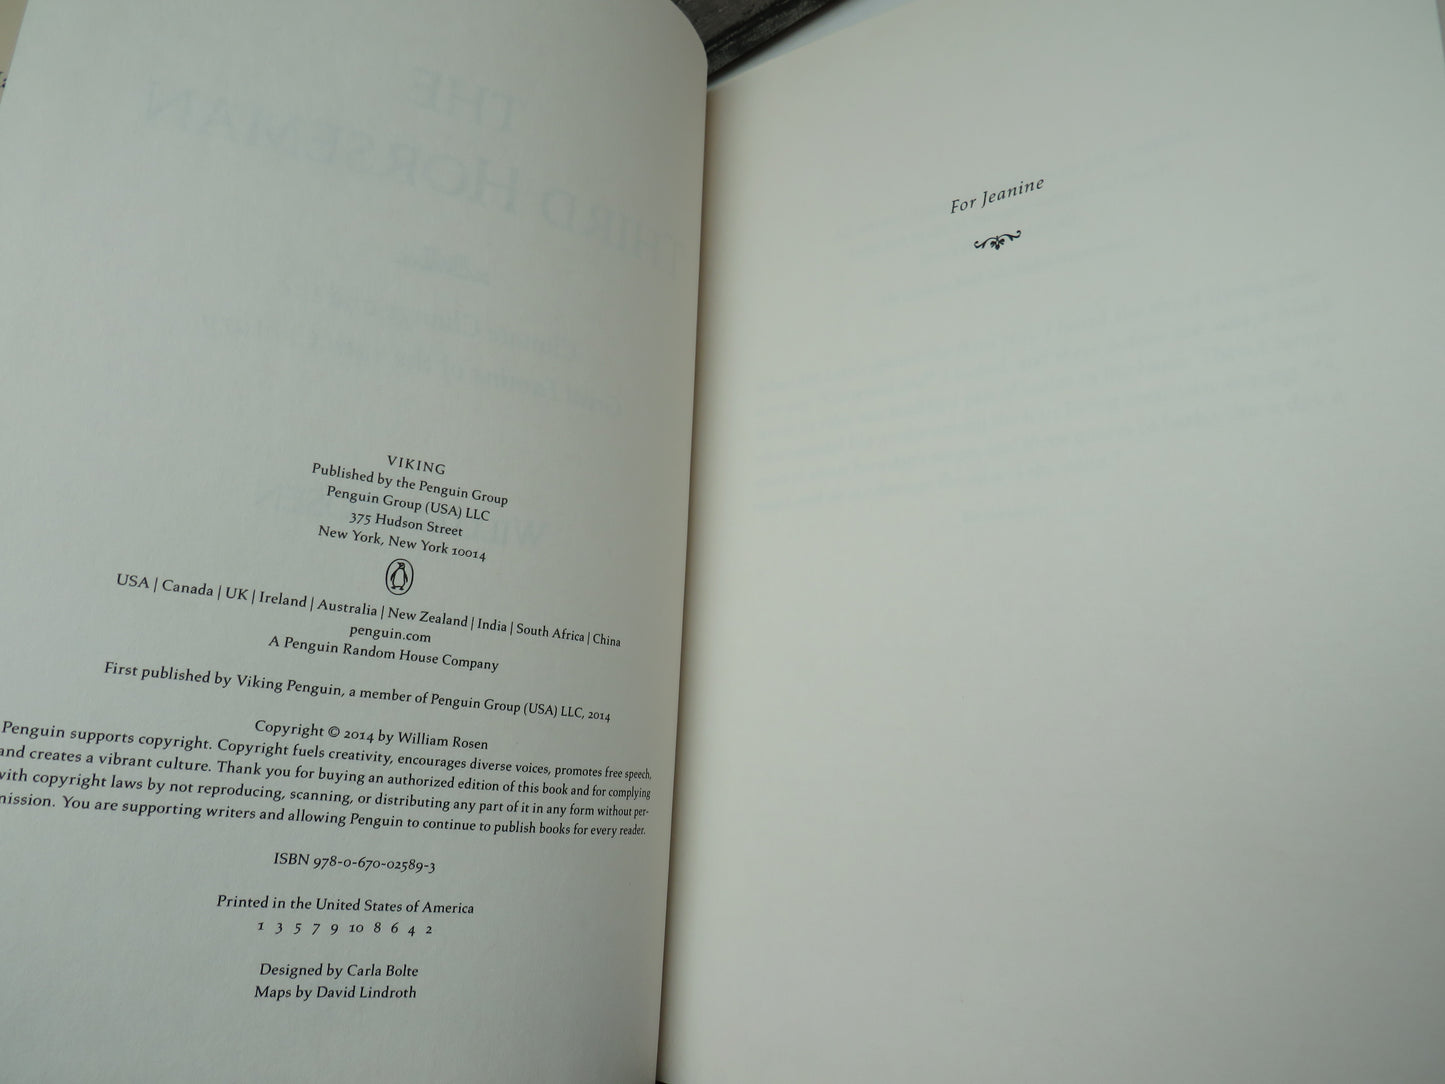 THE
THIRD HORSEMAN
VIKING
Published by the Penguin Group
Penguin Group (USA) LLC
375 Hudson Street
New York, New York 10014
USA | Canada | UK | Ireland | Australia | New Zealand | India | South Africa | China
penguin.com
A Penguin Random House Company
First published by Viking Penguin, a member of Penguin Group (USA) LLC, 2014
Copyright © 2014 by William Rosen
Penguin supports copyright. Copyright fuels creativity, encourages diverse voices, promotes free speech,
and creates a vibrant culture. Thank you for buying an authorized edition of this book and for complying
with copyright laws by not reproducing, scanning, or distributing any part of it in any form without per-
mission. You are supporting writers and allowing Penguin to continue to publish books for every reader.
ISBN 978-0-670-02589-3
Printed in the United States of America
1 3 5 7 9 10 8 6 4 2
Designed by Carla Bolte
Maps by David Lindroth
For Jeanine